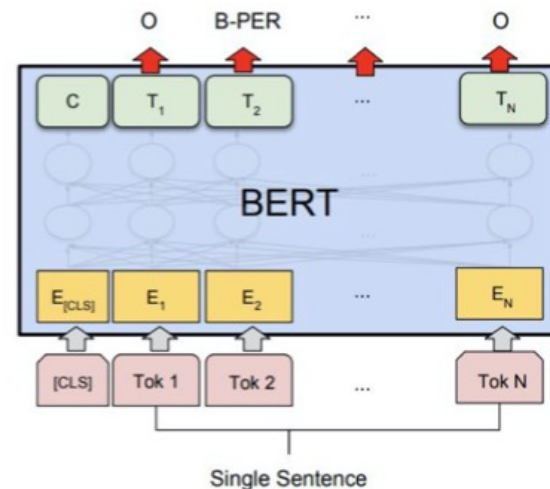 O B-PER ... O
C T1 T2 ... TN
...
BERT
...
E[CLS] E1 E2 ... EN
[CLS] Tok 1 Tok 2 ... Tok N
Single Sentence